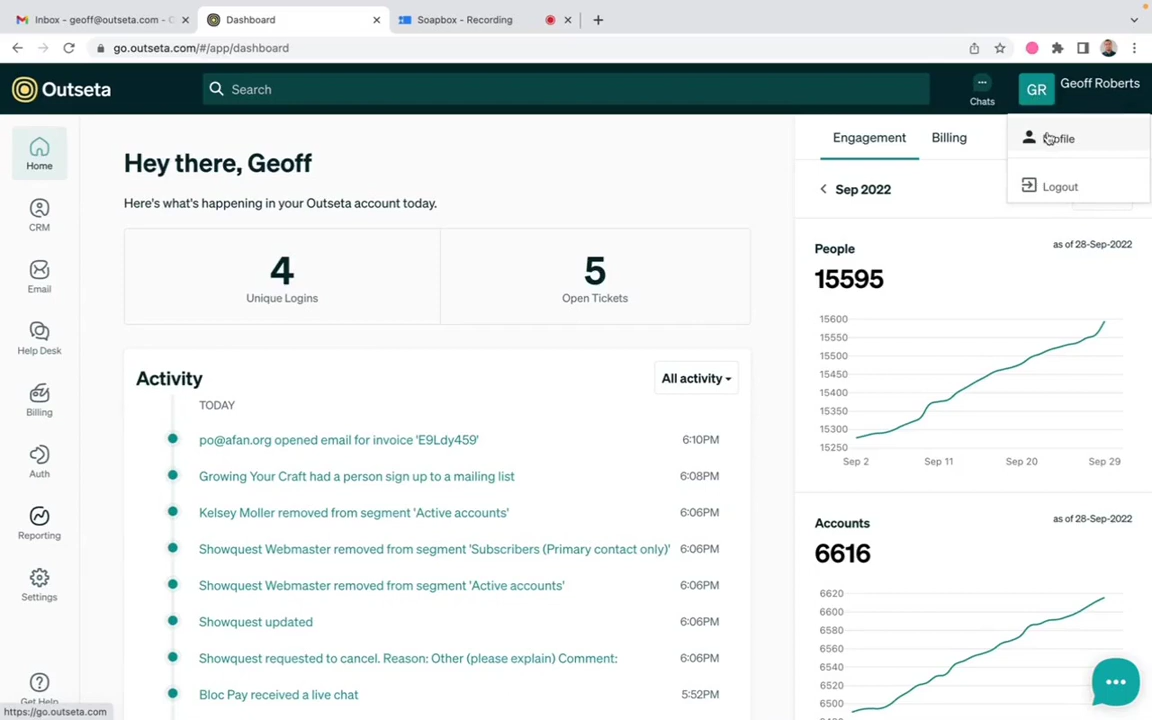 Inbox - geoff@outseta.com -
Dashboard
Soapbox - Recording
go.outseta.com/#/app/dashboard
Outseta
Search
Chats
GR
Geoff Roberts
Profile
Logout
Home
CRM
Email
Help Desk
Billing
Auth
Reporting
Settings
Get Help
Hey there, Geoff
Here's what's happening in your Outseta account today.
4
Unique Logins
5
Open Tickets
Activity
All activity
TODAY
po@afan.org opened email for invoice 'E9Ldy459' 6:10PM
Growing Your Craft had a person sign up to a mailing list 6:08PM
Kelsey Moller removed from segment 'Active accounts' 6:06PM
Showquest Webmaster removed from segment 'Subscribers (Primary contact only)' 6:06PM
Showquest Webmaster removed from segment 'Active accounts' 6:06PM
Showquest updated 6:06PM
Showquest requested to cancel. Reason: Other (please explain) Comment: 6:06PM
Bloc Pay received a live chat 5:52PM
Engagement Billing
Sep 2022
People as of 28-Sep-2022
15595
15600
15550
15500
15450
15400
15350
15300
15250
Sep 2 Sep 11 Sep 20 Sep 29
Accounts as of 28-Sep-2022
6616
6620
6600
6580
6560
6540
6520
6500
https://go.outseta.com